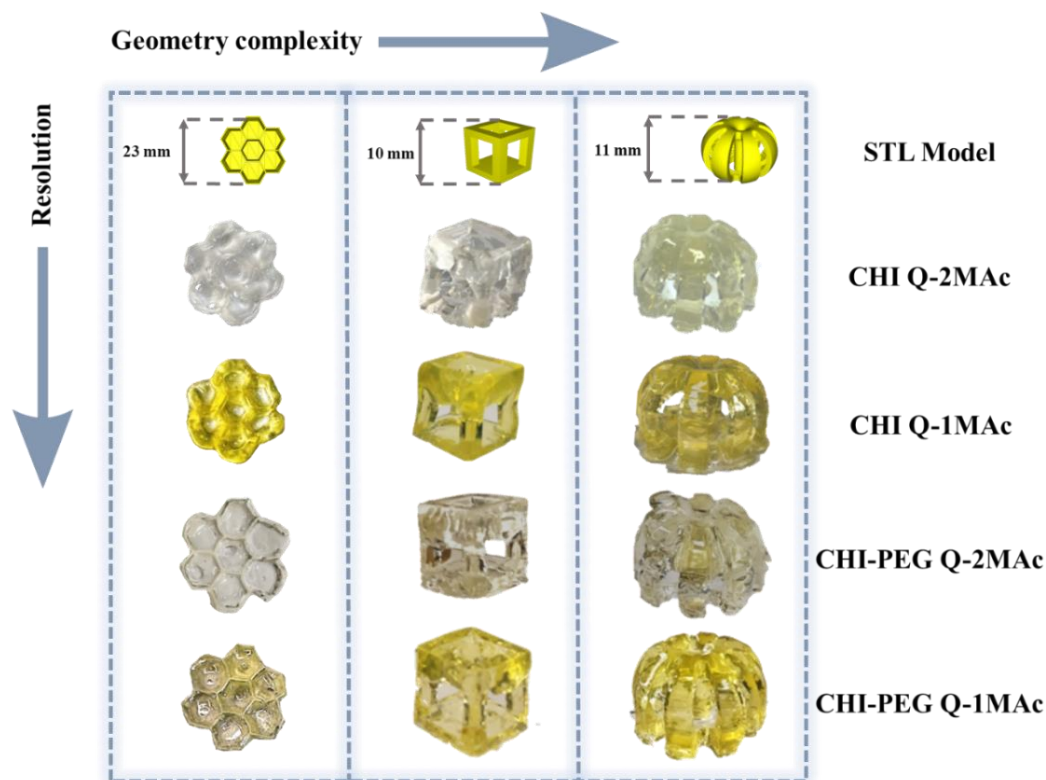 Geometry complexity
Resolution
23 mm
10 mm
11 mm
STL Model
CHI Q-2MAc
CHI Q-1MAc
CHI-PEG Q-2MAc
CHI-PEG Q-1MAc